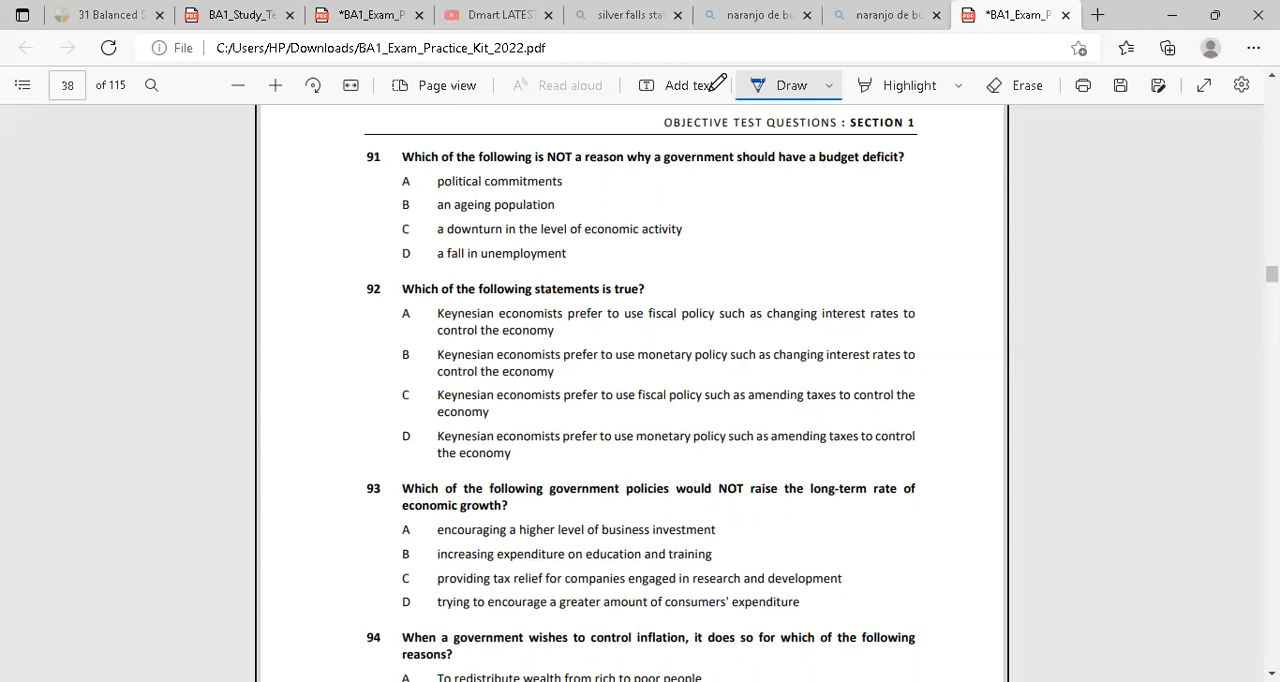 31 Balanced S
BA1_Study_Te
*BA1_Exam_P
Dmart LATES
silver falls sta
naranjo de bu
naranjo de bu
*BA1_Exam_P
File
C:/Users/HP/Downloads/BA1_Exam_Practice_Kit_2022.pdf
38 of 115
Page view
Read aloud
Add text
Draw
Highlight
Erase
OBJECTIVE TEST QUESTIONS : SECTION 1
91 Which of the following is NOT a reason why a government should have a budget deficit?
A political commitments
B an ageing population
C a downturn in the level of economic activity
D a fall in unemployment
92 Which of the following statements is true?
A Keynesian economists prefer to use fiscal policy such as changing interest rates to
control the economy
B Keynesian economists prefer to use monetary policy such as changing interest rates to
control the economy
C Keynesian economists prefer to use fiscal policy such as amending taxes to control the
economy
D Keynesian economists prefer to use monetary policy such as amending taxes to control
the economy
93 Which of the following government policies would NOT raise the long-term rate of
economic growth?
A encouraging a higher level of business investment
B increasing expenditure on education and training
C providing tax relief for companies engaged in research and development
D trying to encourage a greater amount of consumers' expenditure
94 When a government wishes to control inflation, it does so for which of the following
reasons?
A To redistribute wealth from rich to poor people